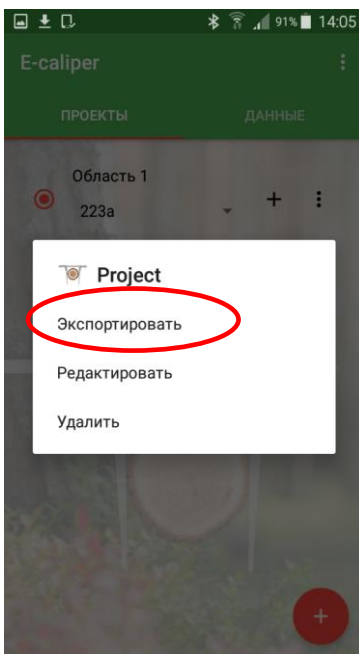 91% 14:05
E-caliper
ПРОЕКТЫ ДАННЫЕ
Область 1
223а
Project
Экспортировать
Редактировать
Удалить